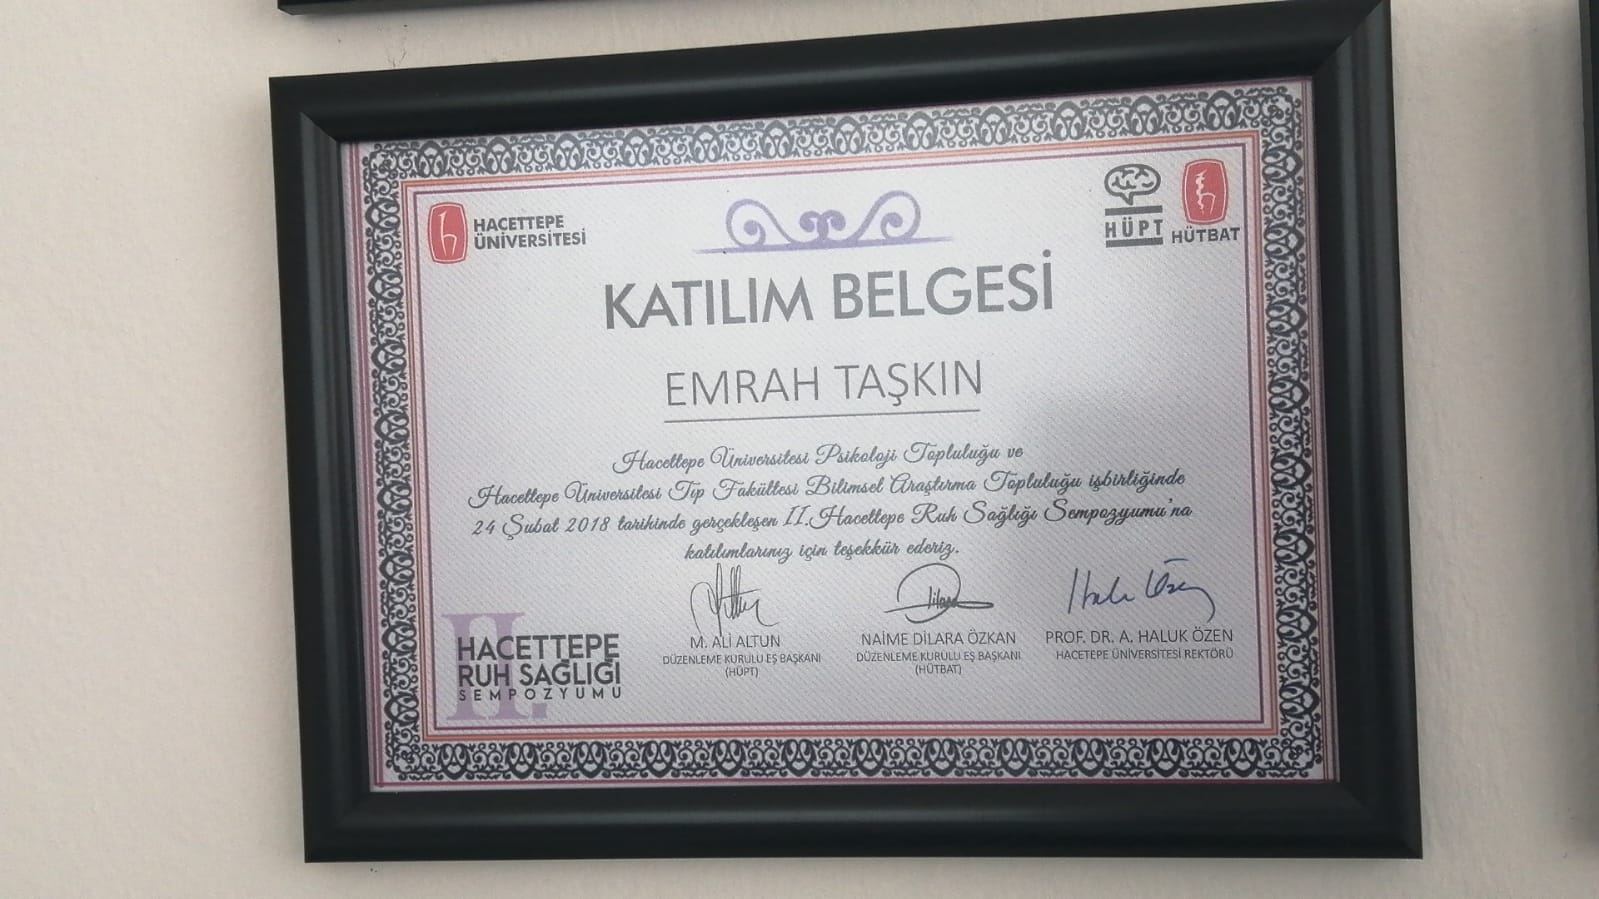 HACETTEPE
ÜNİVERSİTESİ
HÜPT
HÜTBAT
KATILIM BELGESİ
EMRAH TAŞKIN
Hacettepe Üniversitesi Psikoloji Topluluğu ve
Hacettepe Üniversitesi Tıp Fakültesi Bilimsel Araştırma Topluluğu işbirliğinde
24 Şubat 2018 tarihinde gerçekleşen II.Hacettepe Ruh Sağlığı Sempozyumu'na
katılımlarınız için teşekkür ederiz.
M. ALİ ALTUN
DÜZENLEME KURULU EŞ BAŞKANI
(HÜPT)
NAİME DİLARA ÖZKAN
DÜZENLEME KURULU EŞ BAŞKANI
(HÜTBAT)
PROF. DR. A. HALUK ÖZEN
HACETEPE ÜNİVERSİTESİ REKTÖRÜ
II.
HACETTEPE
RUH SAĞLIĞI
SEMPOZYUMU